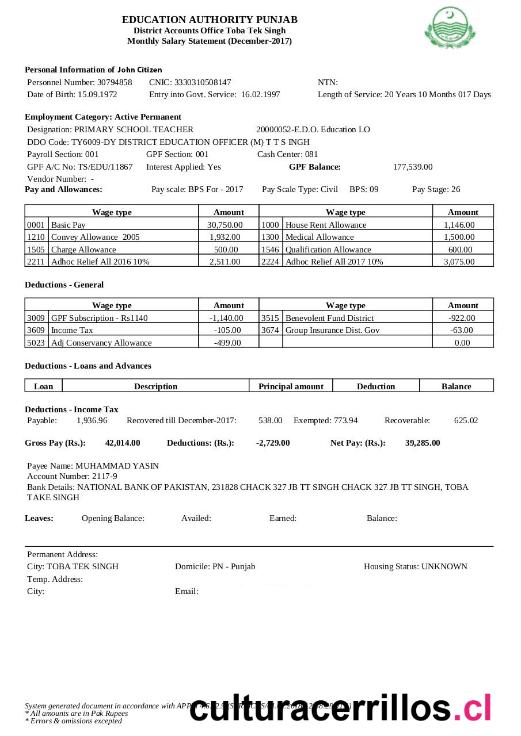 EDUCATION AUTHORITY PUNJAB
District Accounts Office Toba Tek Singh
Monthly Salary Statement (December-2017)
Personal Information of John Citizen
Personnel Number: 30794858 CNIC: 3330310508147 NTN:
Date of Birth: 15.09.1972 Entry into Govt. Service: 16.02.1997 Length of Service: 20 Years 10 Months 017 Days
Employment Category: Active Permanent
Designation: PRIMARY SCHOOL TEACHER 20000052-E.D.O. Education LO
DDO Code: TY6009-DY DISTRICT EDUCATION OFFICER (M) T T S INGH
Payroll Section: 001 GPF Section: 001 Cash Center: 081
GPF A/C No: TS/EDU/11867 Interest Applied: Yes GPF Balance: 177,539.00
Vendor Number: -
Pay and Allowances: Pay scale: BPS For - 2017 Pay Scale Type: Civil BPS: 09 Pay Stage: 26
Wage type Amount Wage type Amount
0001 Basic Pay 30,750.00 1000 House Rent Allowance 1,146.00
1210 Convey Allowance 2005 1,932.00 1300 Medical Allowance 1,500.00
1505 Charge Allowance 500.00 1546 Qualification Allowance 600.00
2211 Adhoc Relief All 2016 10% 2,511.00 2224 Adhoc Relief All 2017 10% 3,075.00
Deductions - General
Wage type Amount Wage type Amount
3009 GPF Subscription - Rs1140 -1,140.00 3515 Benevolent Fund District -922.00
3609 Income Tax -105.00 3674 Group Insurance Dist. Gov -63.00
5023 Adj Conservancy Allowance -499.00 0.00
Deductions - Loans and Advances
Loan Description Principal amount Deduction Balance
Deductions - Income Tax
Payable: 1,936.96 Recovered till December-2017: 538.00 Exempted: 773.94 Recoverable: 625.02
Gross Pay (Rs.): 42,014.00 Deductions: (Rs.): -2,729.00 Net Pay: (Rs.): 39,285.00
Payee Name: MUHAMMAD YASIN
Account Number: 2117-9
Bank Details: NATIONAL BANK OF PAKISTAN, 231828 CHACK 327 JB TT SINGH CHACK 327 JB TT SINGH, TOBA
TAKE SINGH
Leaves: Opening Balance: Availed: Earned: Balance:
Permanent Address:
City: TOBA TEK SINGH Domicile: PN - Punjab Housing Status: UNKNOWN
Temp. Address:
City: Email:
System generated document in accordance with APPM
* All amounts are in Pak Rupees
* Errors & omissions excepted
culturacerrillos.cl